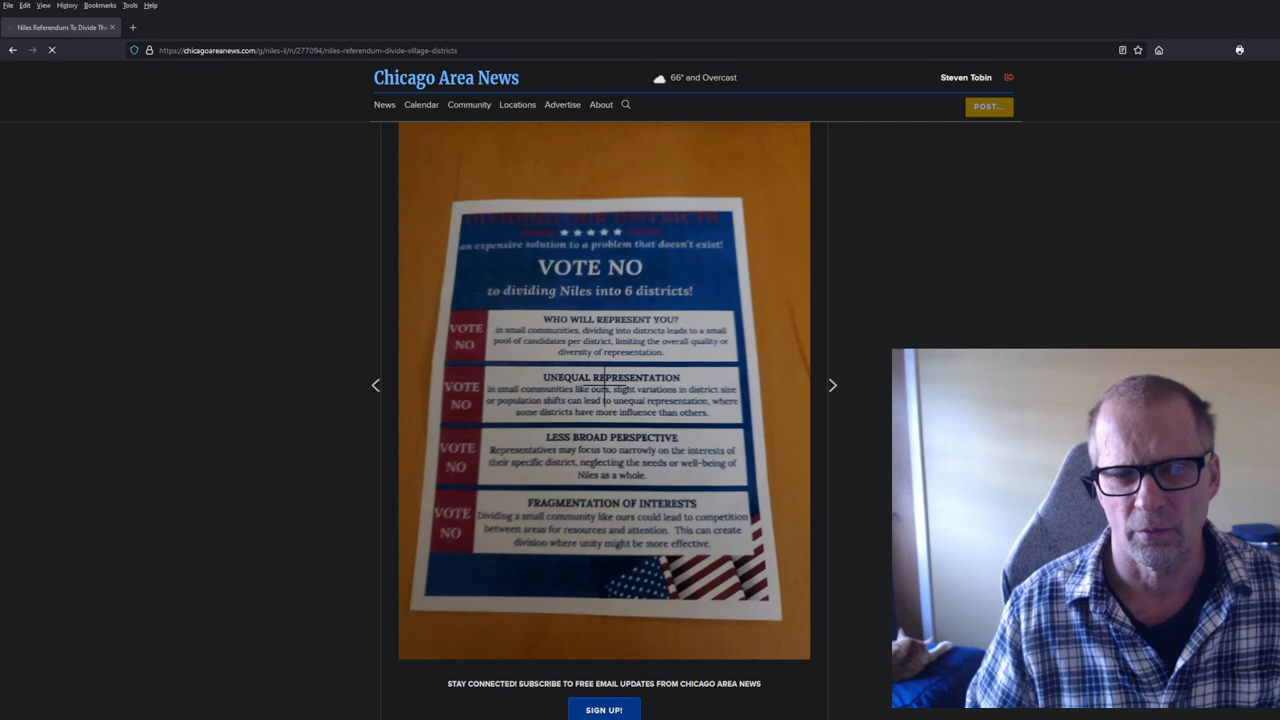 File Edit View History Bookmarks Tools Help
Niles Referendum To Divide The
https://chicagoareanews.com/g/niles-il/n/277094/niles-referendum-divide-village-districts
Chicago Area News
66° and Overcast
Steven Tobin
News Calendar Community Locations Advertise About
POST...
DISTRICTS
an expensive solution to a problem that doesn't exist!
VOTE NO
to dividing Niles into 6 districts!
VOTE
NO
WHO WILL REPRESENT YOU?
in small communities, dividing into districts leads to a small
pool of candidates per district, limiting the overall quality or
diversity of representation.
VOTE
NO
UNEQUAL REPRESENTATION
in small communities like ours, slight variations in district size
or population shifts can lead to unequal representation, where
some districts have more influence than others.
VOTE
NO
LESS BROAD PERSPECTIVE
Representatives may focus too narrowly on the interests of
their specific district, neglecting the needs or well-being of
Niles as a whole.
VOTE
NO
FRAGMENTATION OF INTERESTS
Dividing a small community like ours could lead to competition
between areas for resources and attention. This can create
division where unity might be more effective.
STAY CONNECTED! SUBSCRIBE TO FREE EMAIL UPDATES FROM CHICAGO AREA NEWS
SIGN UP!